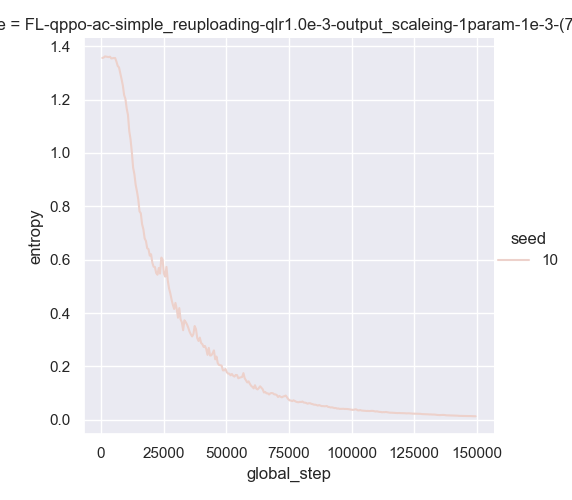 e = FL-qppo-ac-simple_reuploading-qlr1.0e-3-output_scaleing-1param-1e-3-(7
1.4
1.2
1.0
0.8
0.6
0.4
0.2
0.0
entropy
0 25000 50000 75000 100000 125000 150000
global_step
seed
10